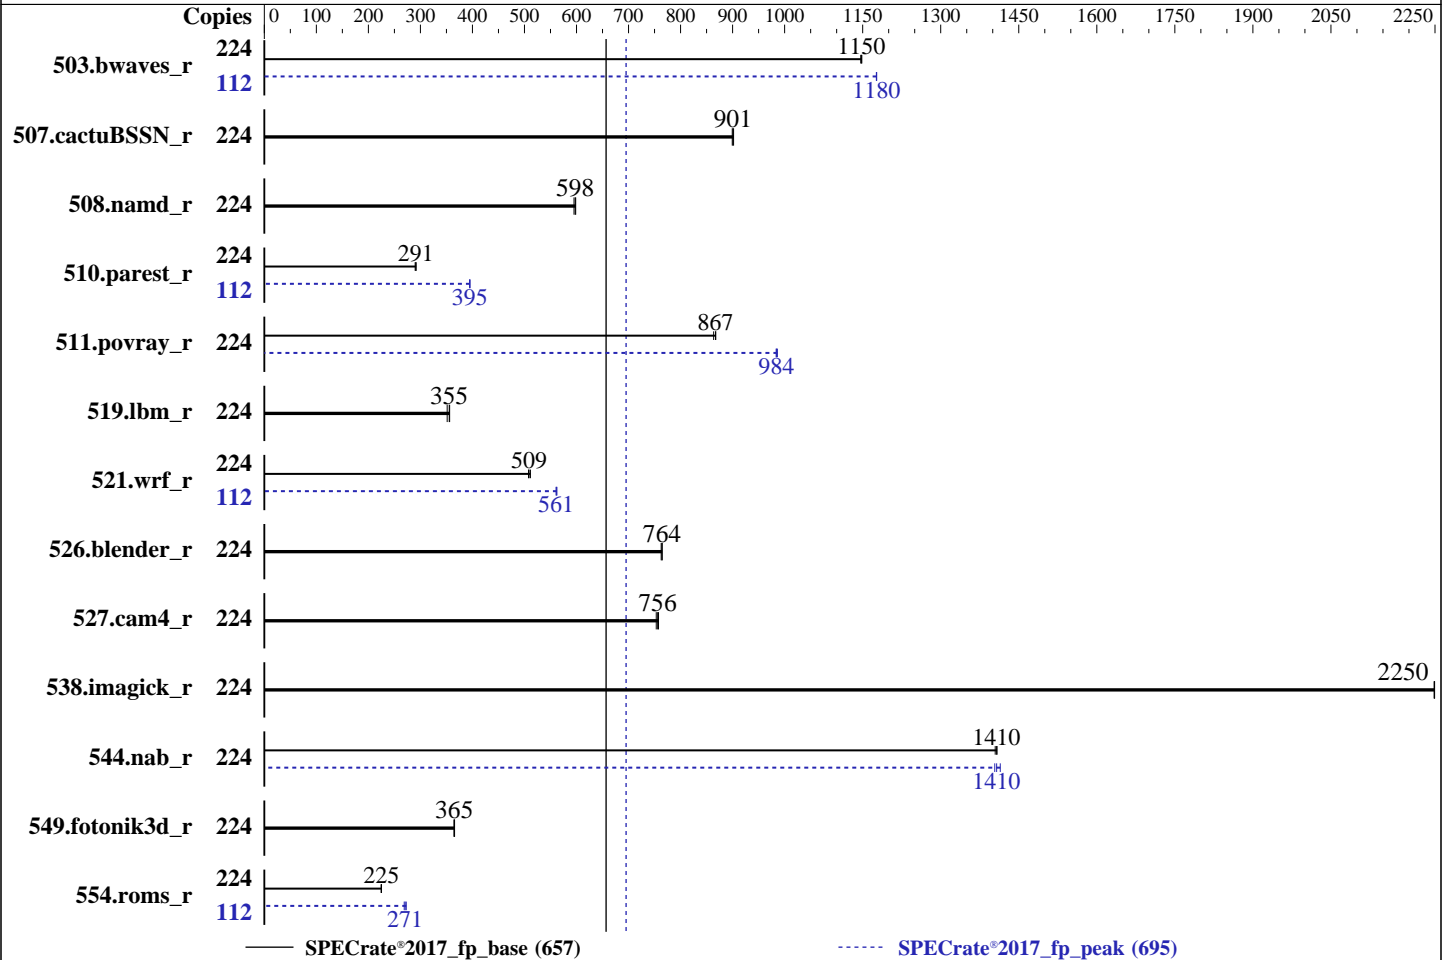 Copies 0 100 200 300 400 500 600 700 800 900 1000 1150 1300 1450 1600 1750 1900 2050 2250
503.bwaves_r 224 1150
112 1180
507.cactuBSSN_r 224 901
508.namd_r 224 598
510.parest_r 224 291
112 395
511.povray_r 224 867
984
519.lbm_r 224 355
521.wrf_r 224 509
112 561
526.blender_r 224 764
527.cam4_r 224 756
538.imagick_r 224 2250
544.nab_r 224 1410
1410
549.fotonik3d_r 224 365
554.roms_r 224 225
112 271
SPECrate®2017_fp_base (657) SPECrate®2017_fp_peak (695)